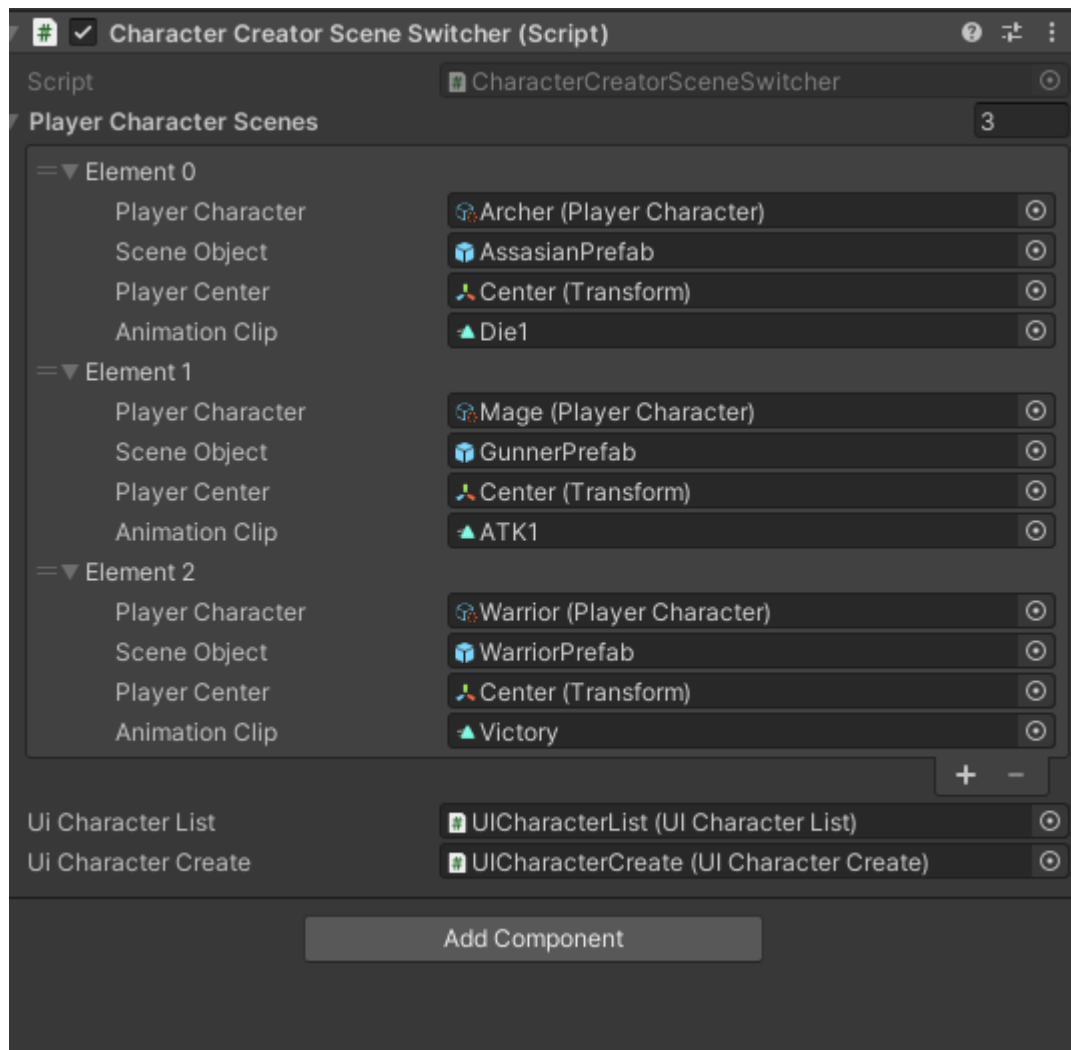 Character Creator Scene Switcher (Script)
Script CharacterCreatorSceneSwitcher
Player Character Scenes 3
Element 0
Player Character Archer (Player Character)
Scene Object AssasianPrefab
Player Center Center (Transform)
Animation Clip Die1
Element 1
Player Character Mage (Player Character)
Scene Object GunnerPrefab
Player Center Center (Transform)
Animation Clip ATK1
Element 2
Player Character Warrior (Player Character)
Scene Object WarriorPrefab
Player Center Center (Transform)
Animation Clip Victory
Ui Character List UICharacterList (UI Character List)
Ui Character Create UICharacterCreate (UI Character Create)
Add Component